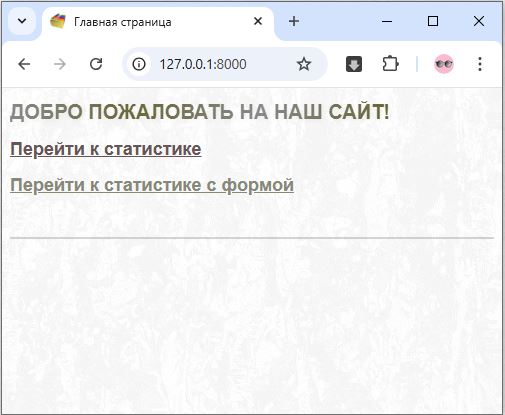 Главная страница
127.0.0.1:8000
ДОБРО ПОЖАЛОВАТЬ НА НАШ САЙТ!
Перейти к статистике
Перейти к статистике с формой